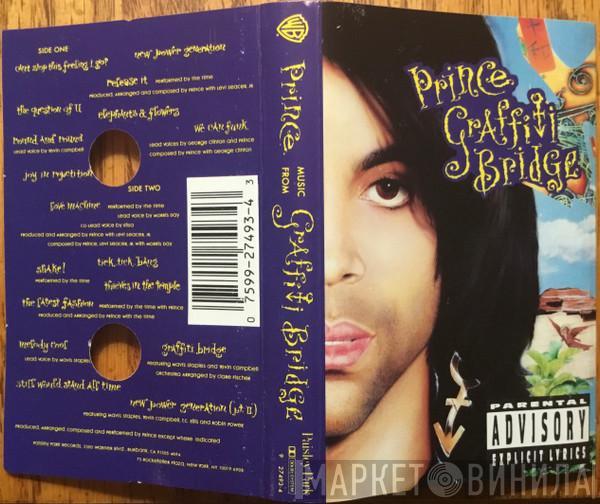 SIDE ONE
can't stop this feeling I got!
new power generation
release it performed by the time
produced, arranged and composed by Prince with Levi Seacer, Jr.
the question of U
elephants & flowers
round and round
lead voice by tevin campbell
we can funk
lead voices by George Clinton and Prince
composed by Prince with George Clinton
joy in repetition
SIDE TWO
love machine performed by the time
lead voice by morris day
co lead voice by elisa
Produced and arranged by Prince with Levi Seacer, Jr.
composed by Prince, Levi Seacer, Jr. with morris day
tick, tick, bang
shake!
performed by the time
thieves in the temple
the latest fashion performed by the time with Prince
Produced and arranged by Prince with the time
melody cool
lead voice by mavis staples
graffiti bridge
featuring mavis staples and tevin campbell
orchestra arranged by clare fischer
still would stand all time
new power generation (pt. II)
featuring mavis staples, tevin campbell, t.c. ellis and robin power
Produced, arranged, composed and performed by Prince except where indicated
0 7599-27493-4 3
WB
Prince
MUSIC FROM
Graffiti Bridge
Paisley Park
9 27493-4
Prince
Graffiti
Bridge
PARENTAL
ADVISORY
EXPLICIT LYRICS
МАРКЕТ ВИНИЛА